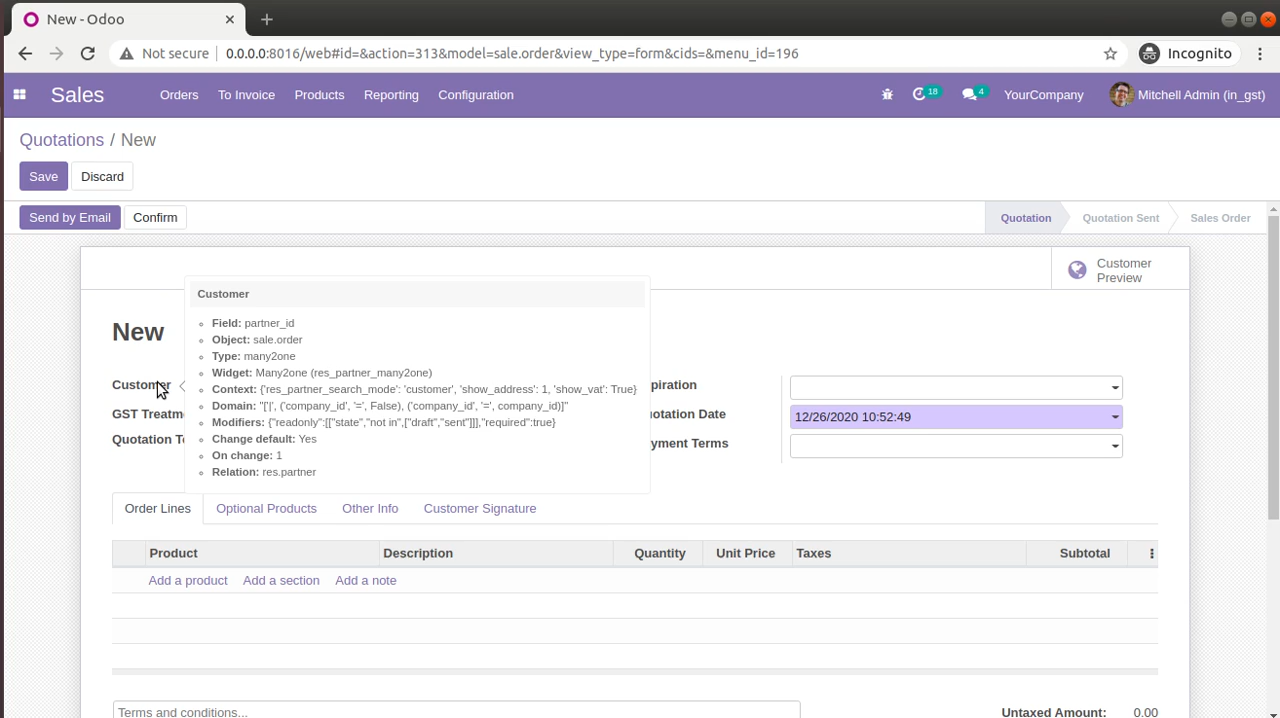 New - Odoo
Not secure 0.0.0.0:8016/web#id=&action=313&model=sale.order&view_type=form&cids=&menu_id=196 Incognito
Sales Orders To Invoice Products Reporting Configuration 18 4 YourCompany Mitchell Admin (in_gst)
Quotations / New
Save Discard
Send by Email Confirm Quotation Quotation Sent Sales Order
Customer
Preview
New
Customer
GST Treatme
Quotation Te
Customer
Field: partner_id
Object: sale.order
Type: many2one
Widget: Many2one (res_partner_many2one)
Context: {'res_partner_search_mode': 'customer', 'show_address': 1, 'show_vat': True}
Domain: "['|', ('company_id', '=', False), ('company_id', '=', company_id)]"
Modifiers: {"readonly":[["state","not in",["draft","sent"]]],"required":true}
Change default: Yes
On change: 1
Relation: res.partner
piration
uotation Date 12/26/2020 10:52:49
yment Terms
Order Lines Optional Products Other Info Customer Signature
Product Description Quantity Unit Price Taxes Subtotal
Add a product Add a section Add a note
Terms and conditions...
Untaxed Amount: 0.00